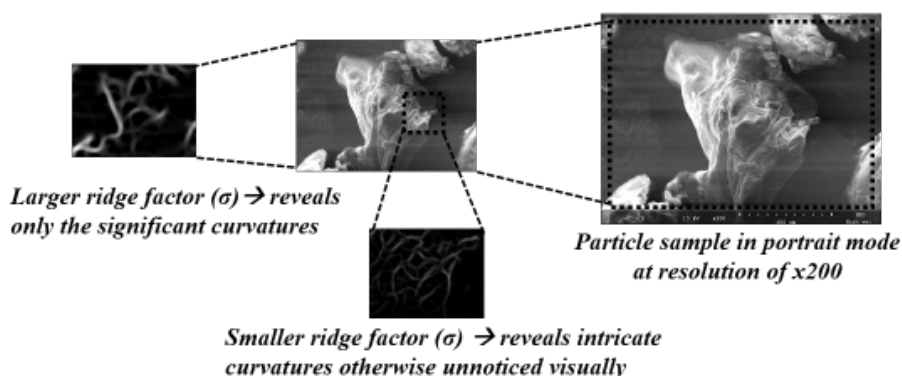 Larger ridge factor (σ) → reveals
only the significant curvatures
Particle sample in portrait mode
at resolution of x200
Smaller ridge factor (σ) → reveals intricate
curvatures otherwise unnoticed visually